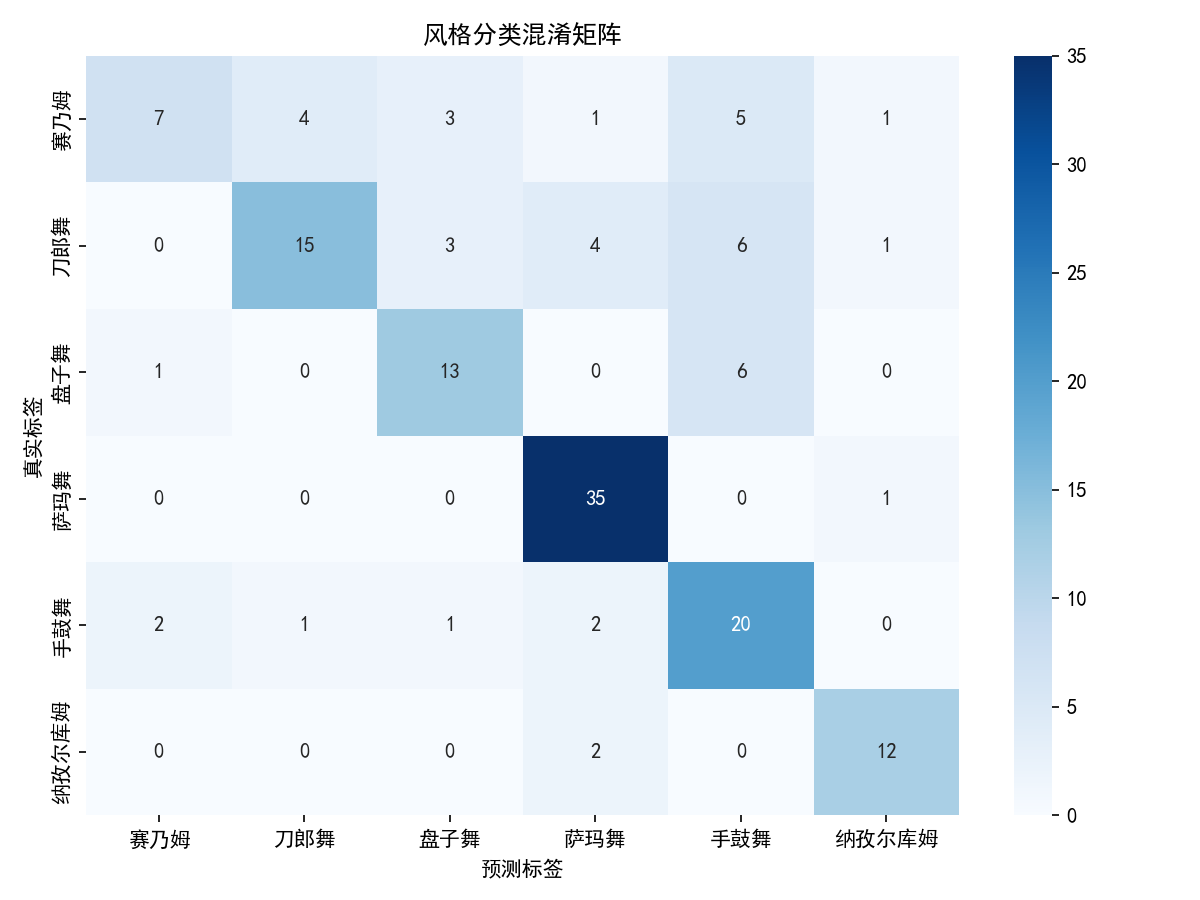 风格分类混淆矩阵
真实标签
赛乃姆 7 4 3 1 5 1
刀郎舞 0 15 3 4 6 1
盘子舞 1 0 13 0 6 0
萨玛舞 0 0 0 35 0 1
手鼓舞 2 1 1 2 20 0
纳孜尔库姆 0 0 0 2 0 12
赛乃姆 刀郎舞 盘子舞 萨玛舞 手鼓舞 纳孜尔库姆
预测标签
35
30
25
20
15
10
5
0